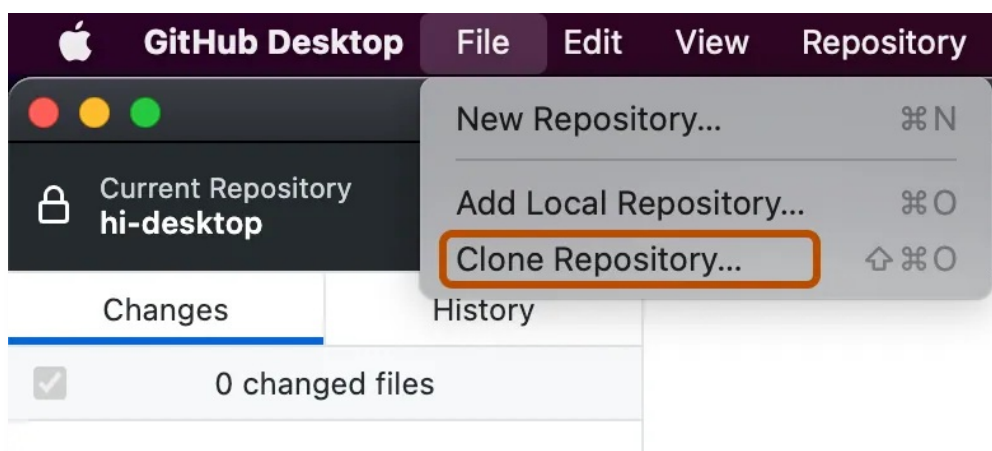 GitHub Desktop File Edit View Repository
New Repository... ⌘N
Current Repository
hi-desktop
Add Local Repository... ⌘O
Clone Repository... ⇧⌘O
Changes History
0 changed files